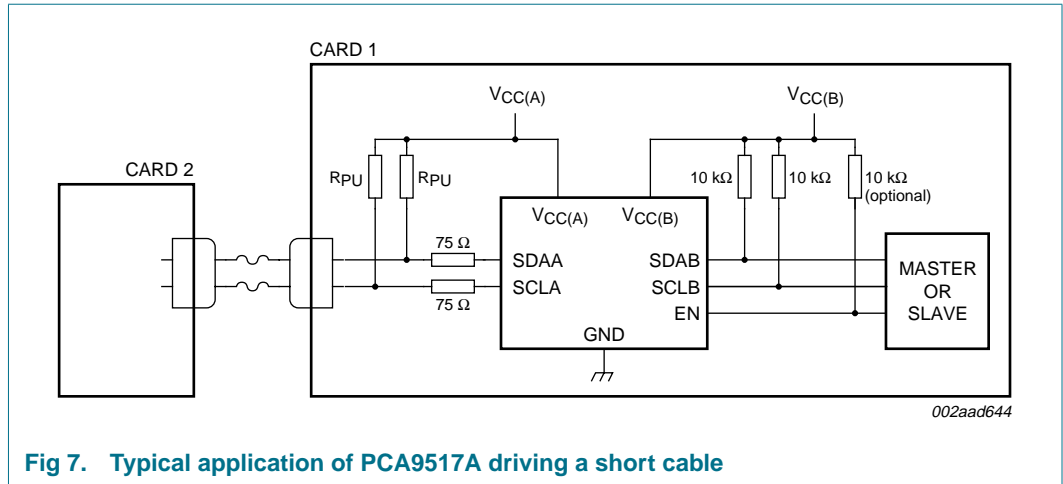 CARD 1
VCC(A)
VCC(B)
CARD 2
RPU
RPU
10 kΩ
10 kΩ
10 kΩ
(optional)
VCC(A)
VCC(B)
75 Ω
SDAA
SDAB
MASTER
OR
SLAVE
SCLA
SCLB
75 Ω
EN
GND
002aad644
Fig 7. Typical application of PCA9517A driving a short cable